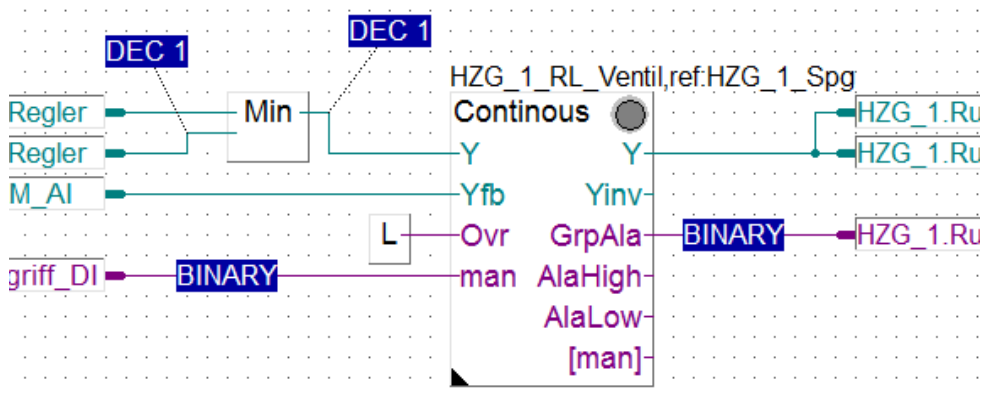 DEC 1
DEC 1
HZG_1_RL_Ventil,ref:HZG_1_Spg
Regler
Min
Continous
HZG_1.Ru
Regler
Y
Y
HZG_1.Ru
M_AI
Yfb
Yinv
L
Ovr
GrpAla
BINARY
HZG_1.Ru
griff_DI
BINARY
man
AlaHigh
AlaLow
[man]